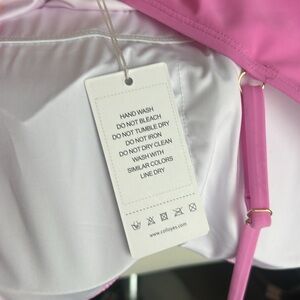 HAND WASH
DO NOT BLEACH
DO NOT TUMBLE DRY
DO NOT IRON
DO NOT DRY CLEAN
WASH WITH
SIMILAR COLORS
LINE DRY
www.colloyes.com